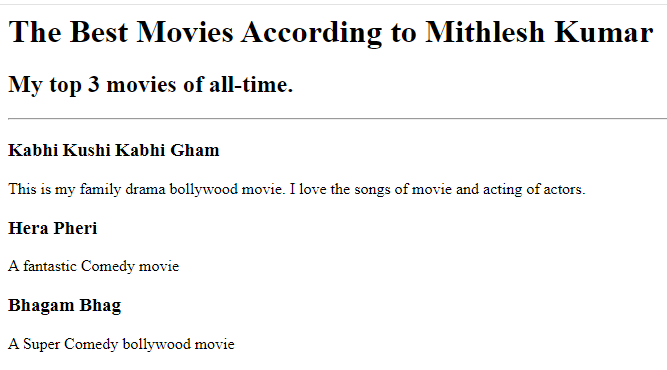 The Best Movies According to Mithlesh Kumar
My top 3 movies of all-time.
Kabhi Kushi Kabhi Gham
This is my family drama bollywood movie. I love the songs of movie and acting of actors.
Hera Pheri
A fantastic Comedy movie
Bhagam Bhag
A Super Comedy bollywood movie